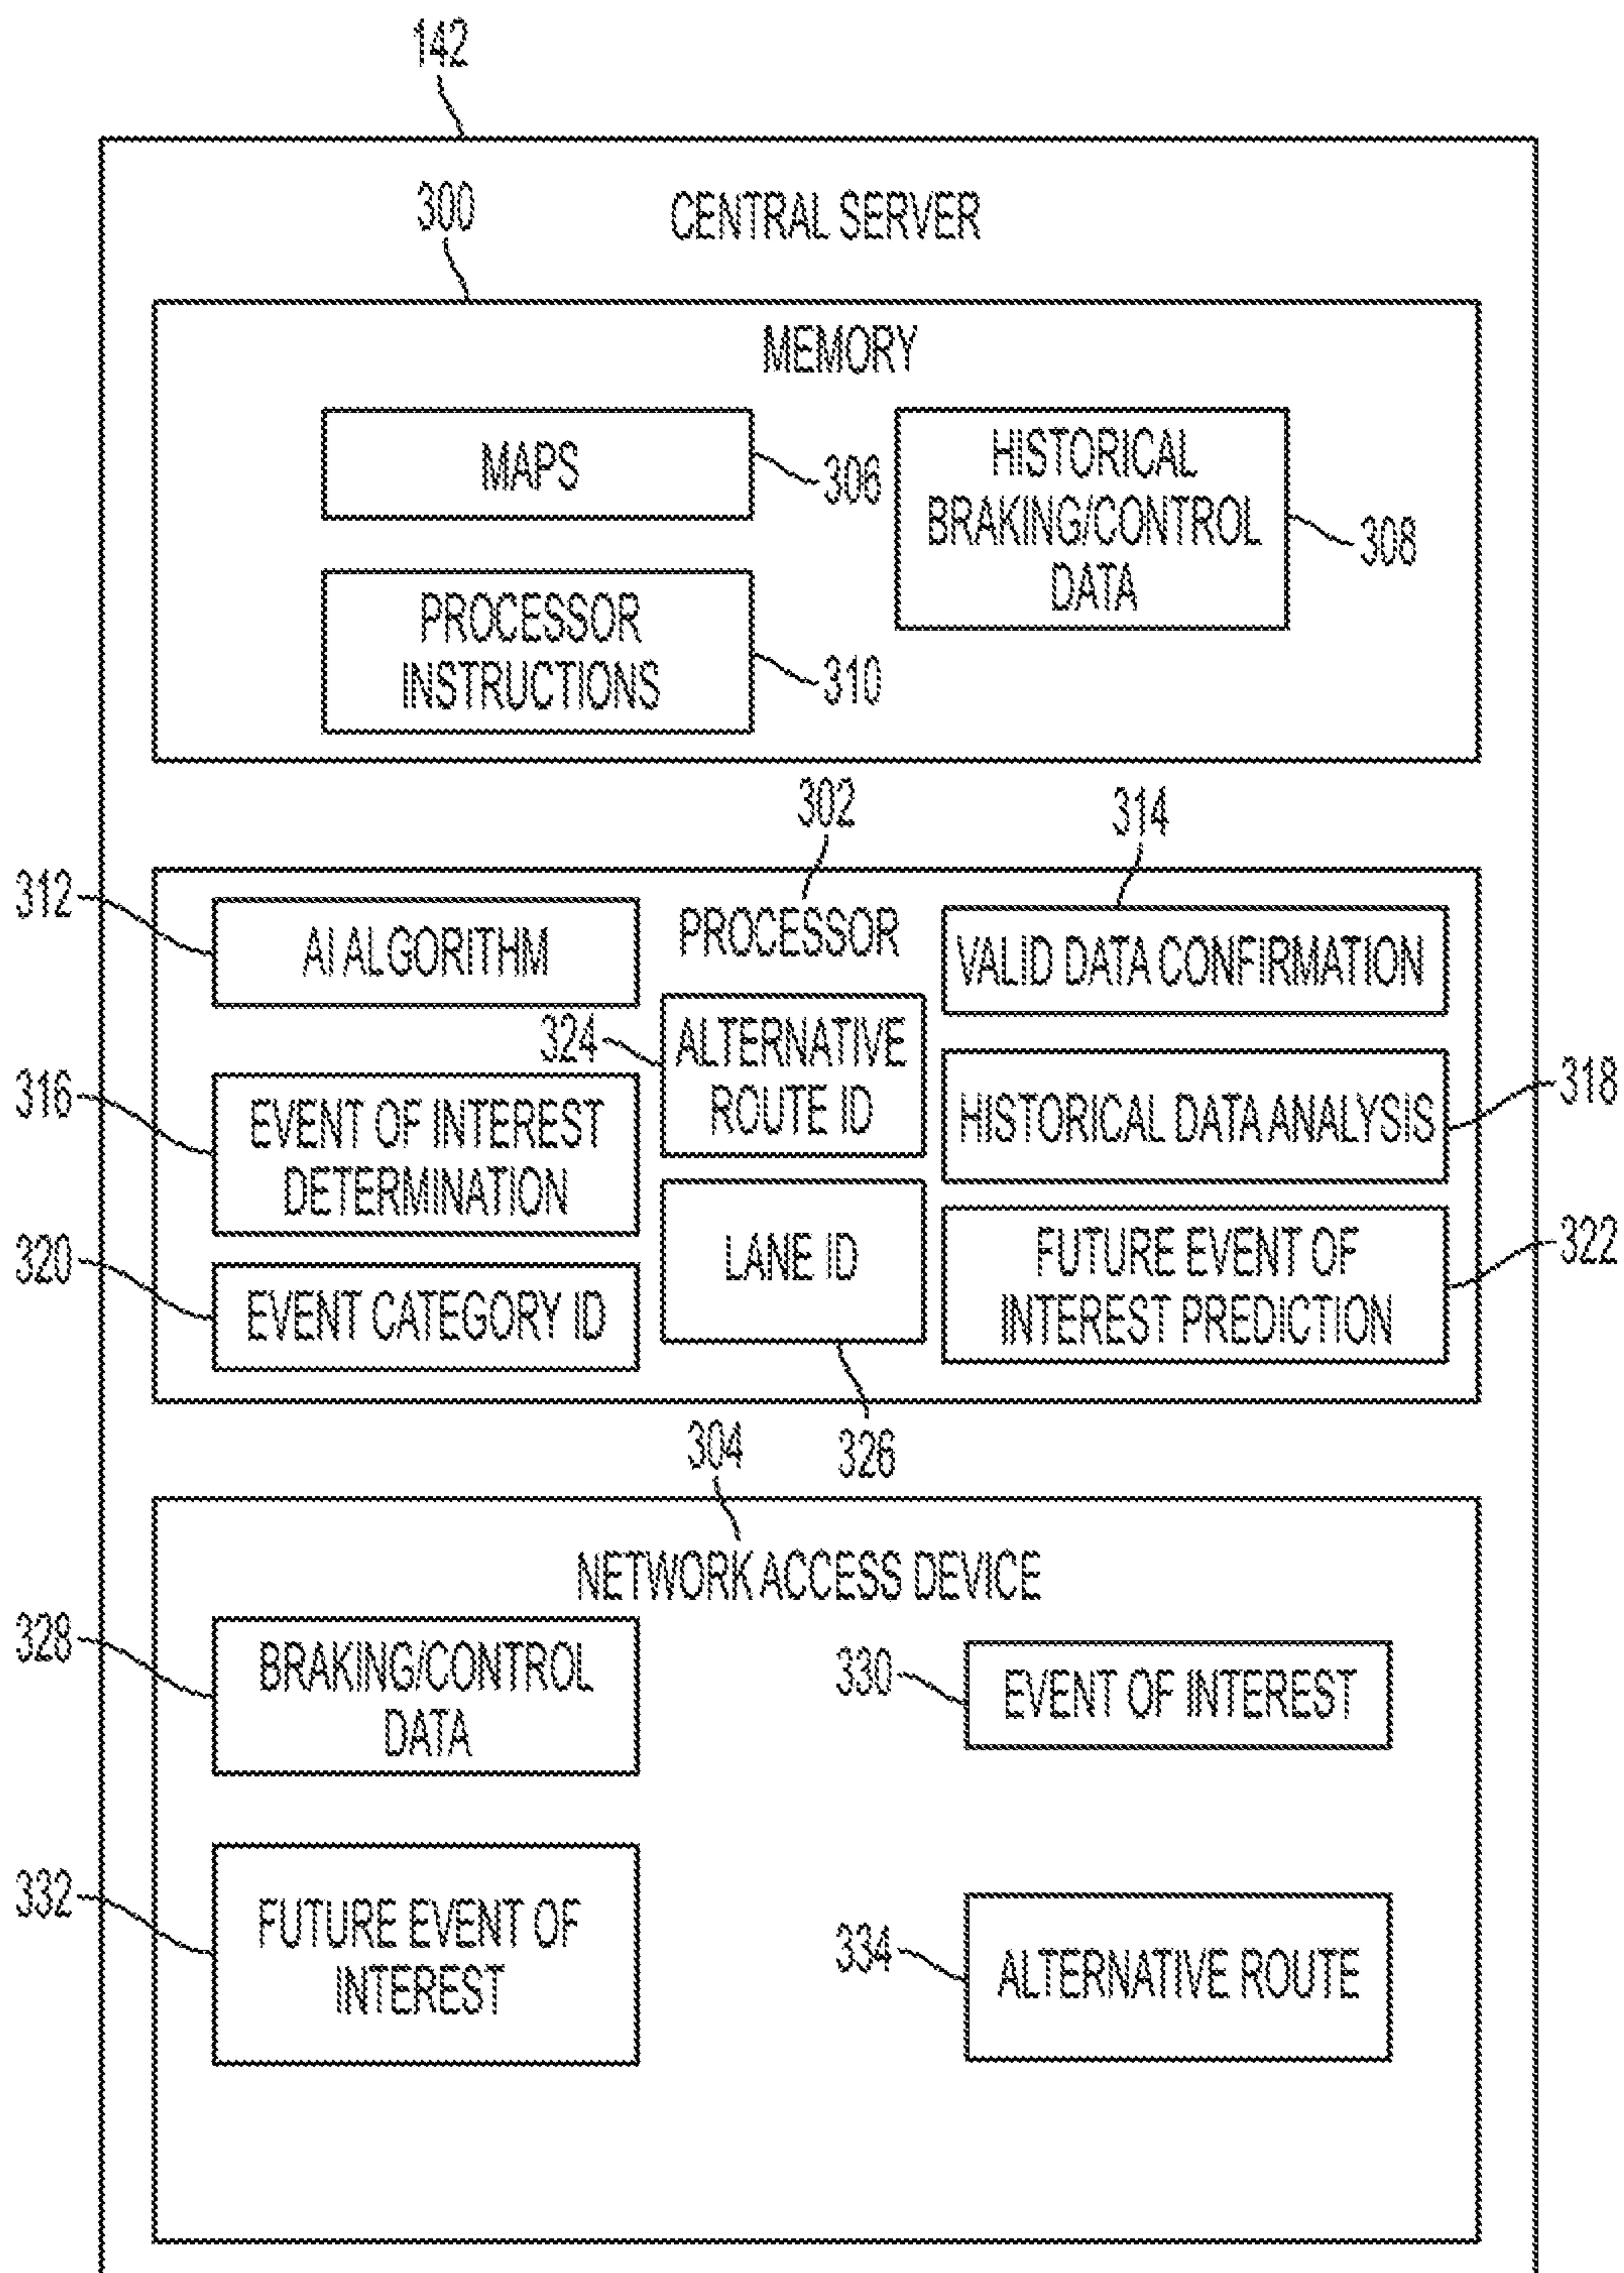 142
300
CENTRAL SERVER
MEMORY
MAPS
306
HISTORICAL
BRAKING/CONTROL
DATA
308
PROCESSOR
INSTRUCTIONS
310
302
314
312
AI ALGORITHM
PROCESSOR
VALID DATA CONFIRMATION
324
ALTERNATIVE
ROUTE ID
316
EVENT OF INTEREST
DETERMINATION
HISTORICAL DATA ANALYSIS
318
320
EVENT CATEGORY ID
LANE ID
FUTURE EVENT OF
INTEREST PREDICTION
322
304
326
NETWORK ACCESS DEVICE
328
BRAKING/CONTROL
DATA
330
EVENT OF INTEREST
332
FUTURE EVENT OF
INTEREST
334
ALTERNATIVE ROUTE